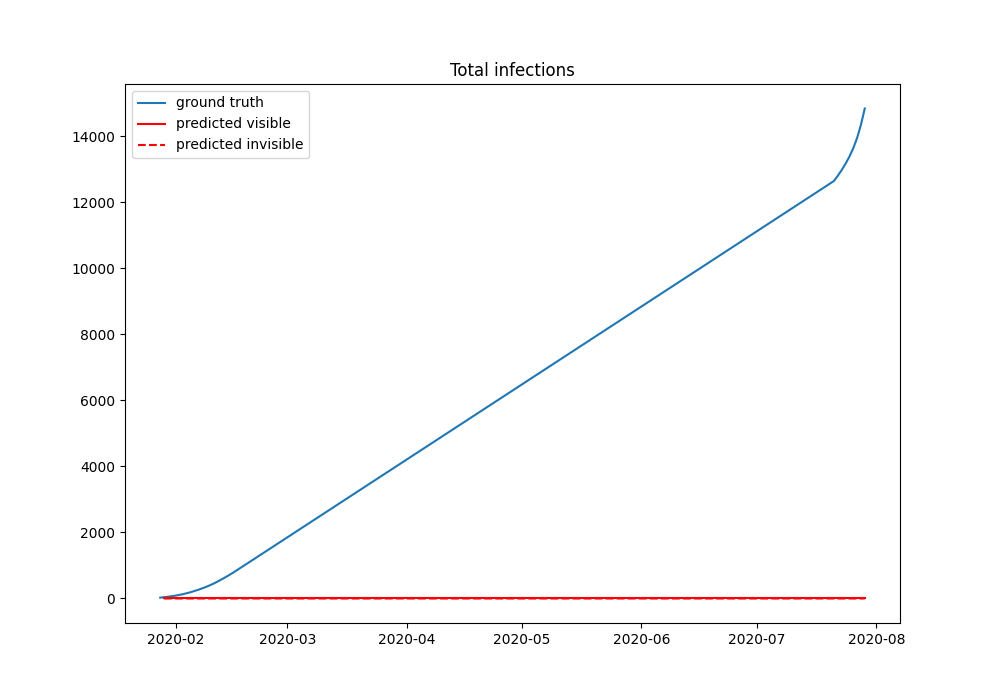 Total infections
ground truth
predicted visible
predicted invisible
14000
12000
10000
8000
6000
4000
2000
0
2020-02 2020-03 2020-04 2020-05 2020-06 2020-07 2020-08